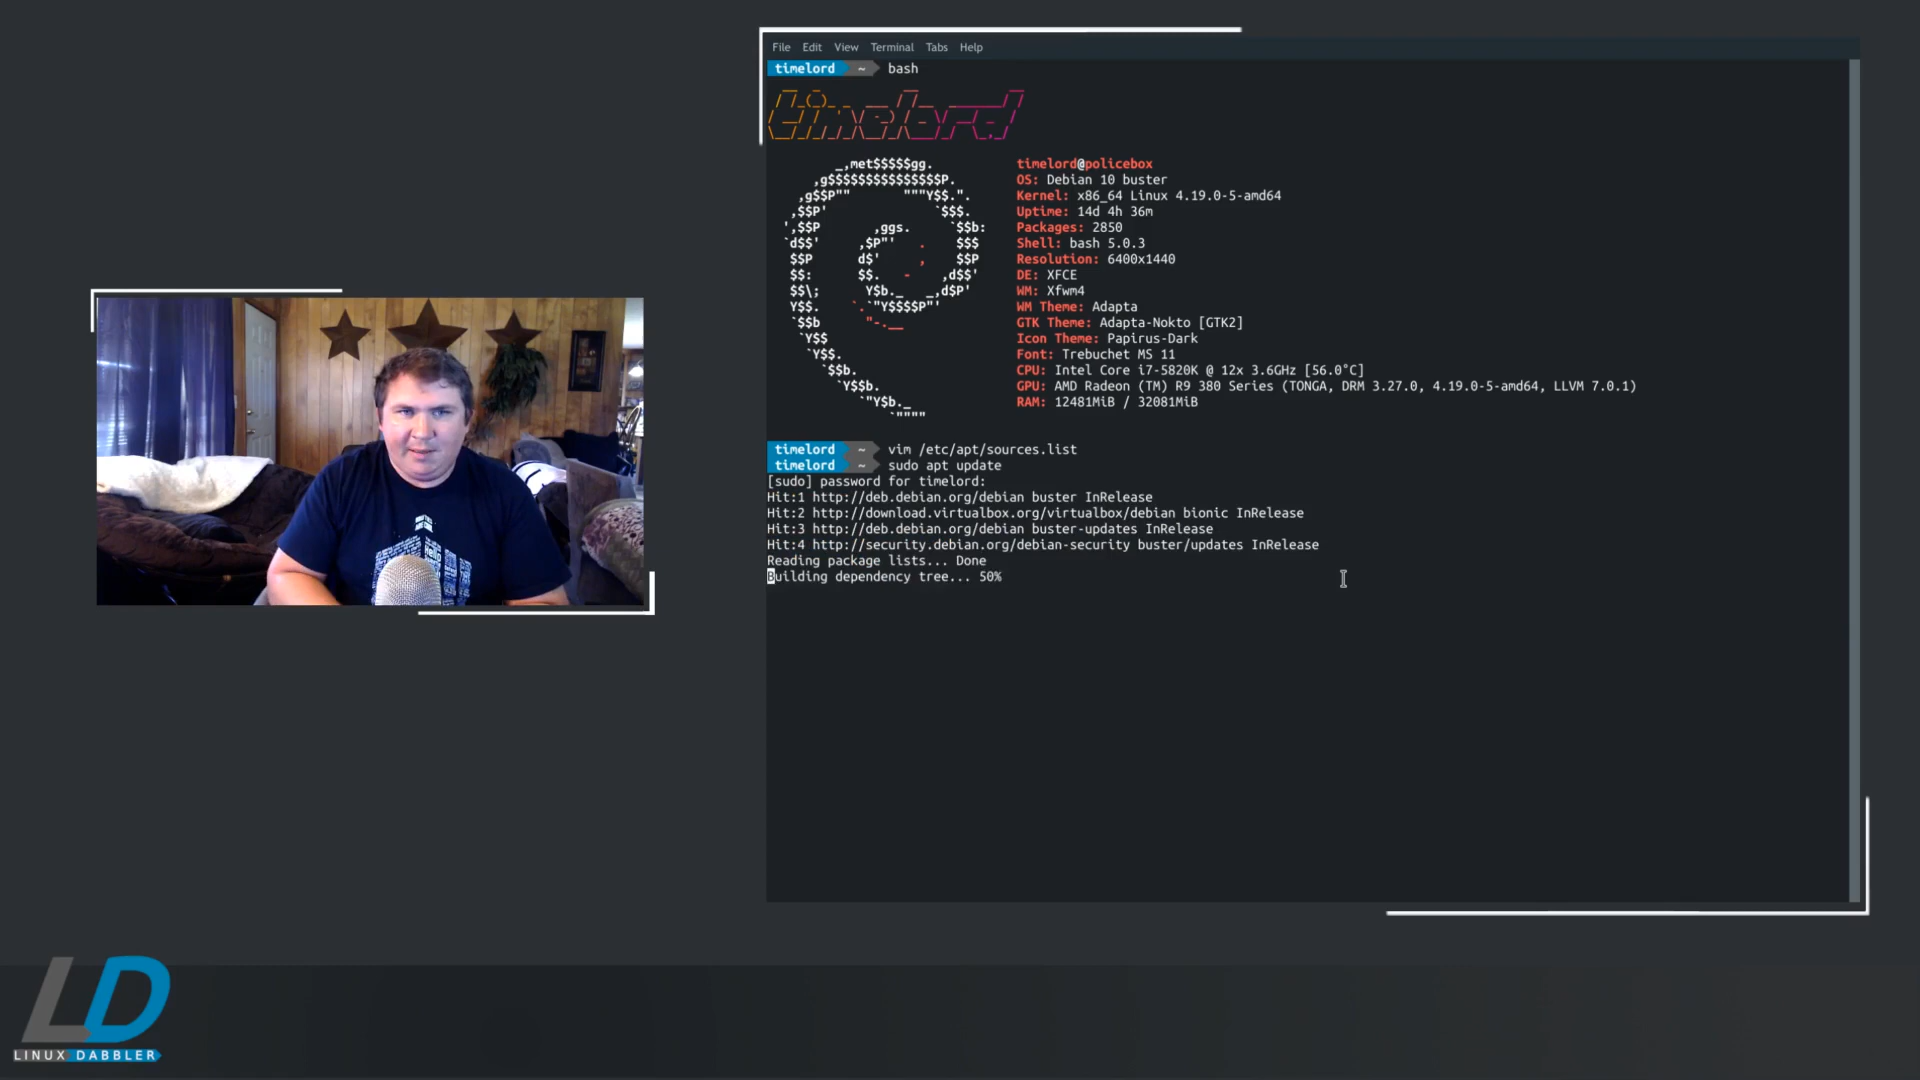 File Edit View Terminal Tabs Help
timelord ~ bash
timelord
_,met$$$$$gg.
,g$$$$$$$$$$$$$$$P.
,g$$P"" """Y$$.".
,$$P' `$$$.
',$$P ,ggs. `$$b:
`d$$' ,$P"' . $$$
$$P d$' , $$P
$$: $$. - ,d$$'
$$\; Y$b._ _,d$P'
Y$$. `.`"Y$$$$P"'
`$$b "-.__
`Y$$
`Y$$.
`$$b.
`Y$$b.
`"Y$b._
`""""
timelord@policebox
OS: Debian 10 buster
Kernel: x86_64 Linux 4.19.0-5-amd64
Uptime: 14d 4h 36m
Packages: 2850
Shell: bash 5.0.3
Resolution: 6400x1440
DE: XFCE
WM: Xfwm4
WM Theme: Adapta
GTK Theme: Adapta-Nokto [GTK2]
Icon Theme: Papirus-Dark
Font: Trebuchet MS 11
CPU: Intel Core i7-5820K @ 12x 3.6GHz [56.0°C]
GPU: AMD Radeon (TM) R9 380 Series (TONGA, DRM 3.27.0, 4.19.0-5-amd64, LLVM 7.0.1)
RAM: 12481MiB / 32081MiB
timelord ~ vim /etc/apt/sources.list
timelord ~ sudo apt update
[sudo] password for timelord:
Hit:1 http://deb.debian.org/debian buster InRelease
Hit:2 http://download.virtualbox.org/virtualbox/debian bionic InRelease
Hit:3 http://deb.debian.org/debian buster-updates InRelease
Hit:4 http://security.debian.org/debian-security buster/updates InRelease
Reading package lists... Done
Building dependency tree... 50%
hello
LD
LINUX DABBLER